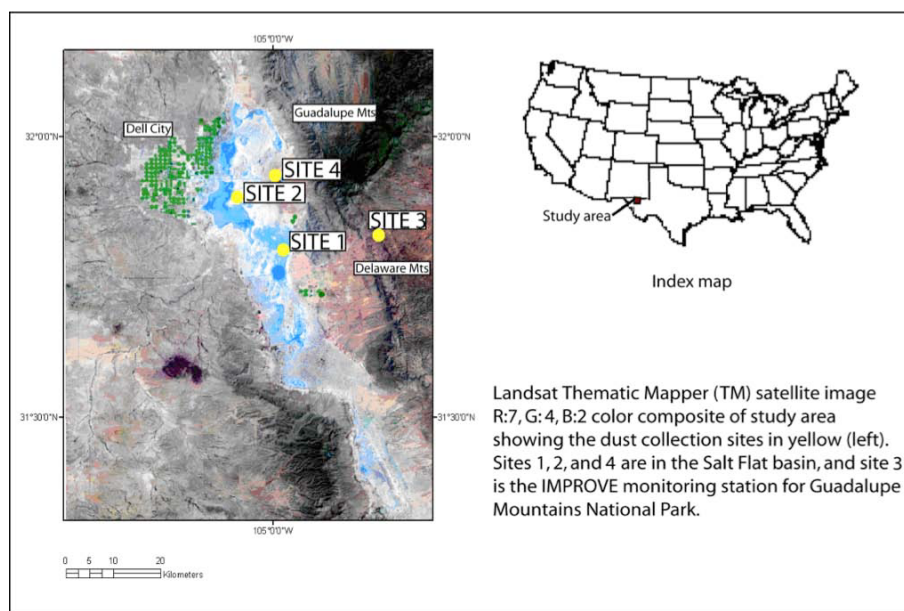 105°0'0"W
Guadalupe Mts
32°0'0"N
32°0'0"N
Dell City
SITE 4
SITE 2
SITE 3
SITE 1
Delaware Mts
31°30'0"N
31°30'0"N
105°0'0"W
0 5 10 20
Kilometers
Study area
Index map
Landsat Thematic Mapper (TM) satellite image
R:7, G: 4, B:2 color composite of study area
showing the dust collection sites in yellow (left).
Sites 1, 2, and 4 are in the Salt Flat basin, and site 3
is the IMPROVE monitoring station for Guadalupe
Mountains National Park.